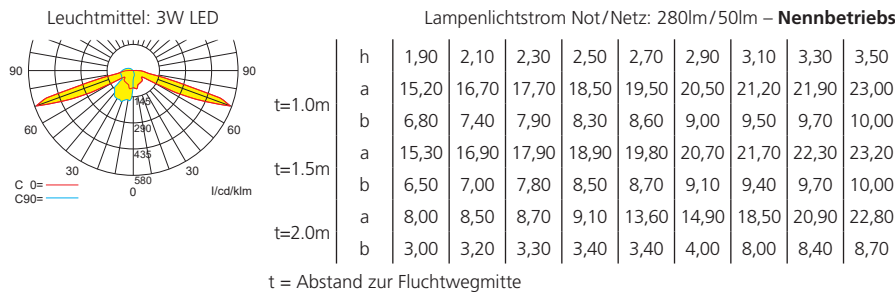 Leuchtmittel: 3W LED
Lampenlichtstrom Not/Netz: 280lm/50lm – Nennbetriebs
90 90
60 60
30 30
0
145
290
435
580
C 0=
C90=
l/cd/klm
h 1,90 2,10 2,30 2,50 2,70 2,90 3,10 3,30 3,50
t=1.0m
a 15,20 16,70 17,70 18,50 19,50 20,50 21,20 21,90 23,00
b 6,80 7,40 7,90 8,30 8,60 9,00 9,50 9,70 10,00
t=1.5m
a 15,30 16,90 17,90 18,90 19,80 20,70 21,70 22,30 23,20
b 6,50 7,00 7,80 8,50 8,70 9,10 9,40 9,70 10,00
t=2.0m
a 8,00 8,50 8,70 9,10 13,60 14,90 18,50 20,90 22,80
b 3,00 3,20 3,30 3,40 3,40 4,00 8,00 8,40 8,70
t = Abstand zur Fluchtwegmitte